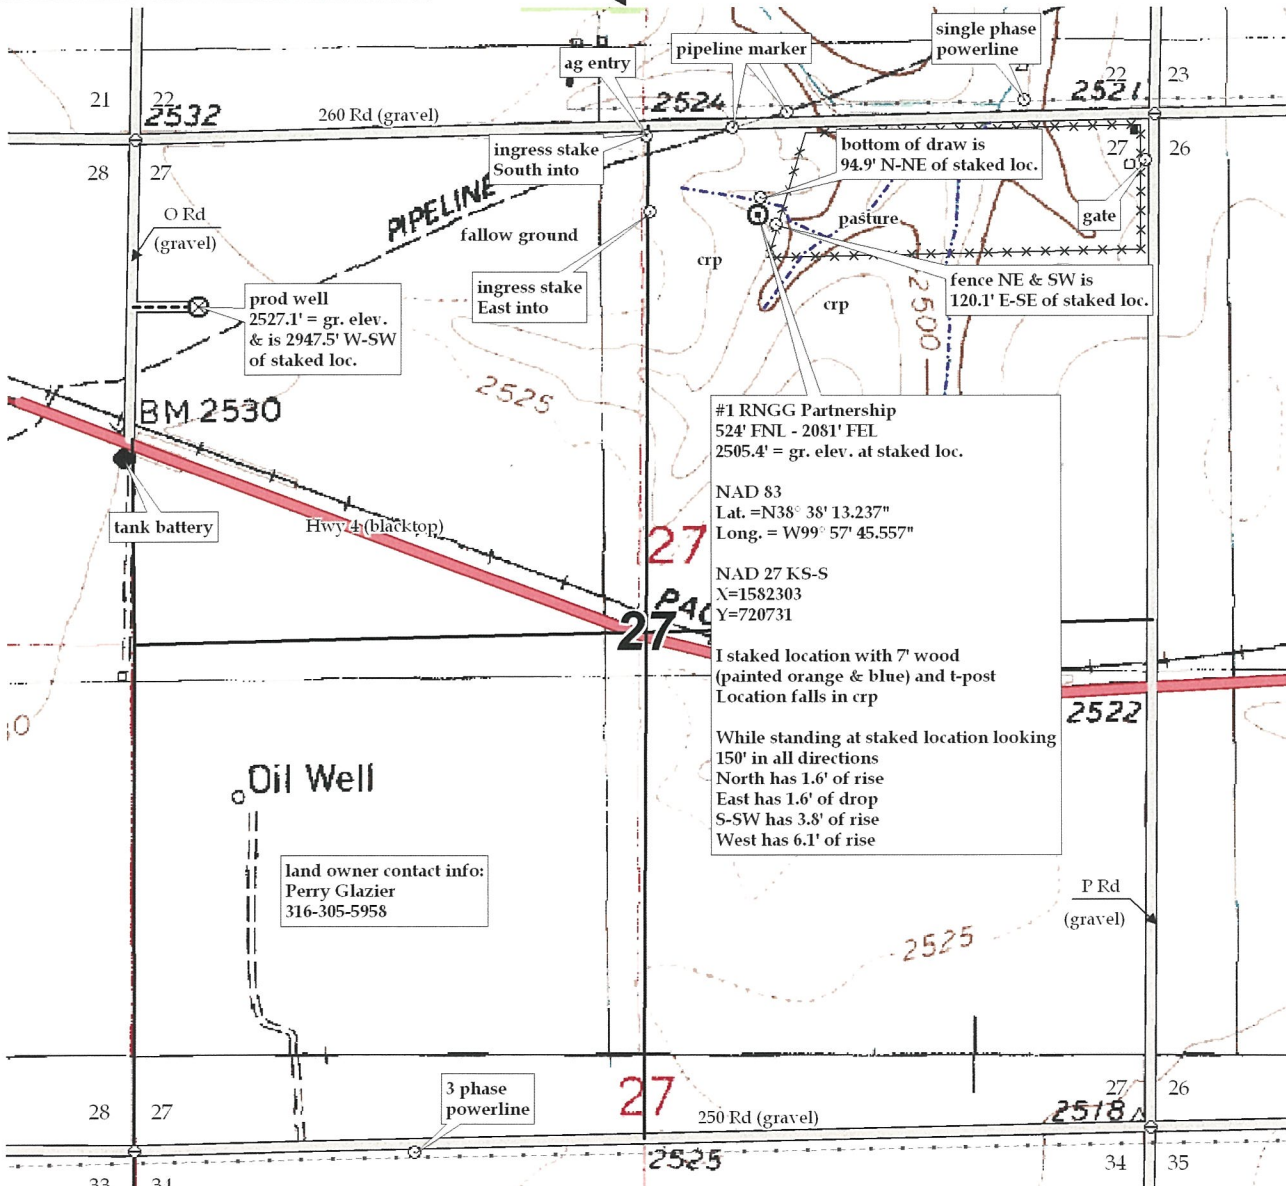 single phase
powerline
pipeline marker
ag entry
21
22
2532
260 Rd (gravel)
2524
22
2521
23
28
27
ingress stake
South into
bottom of draw is
94.9' N-NE of staked loc.
27
26
O Rd
(gravel)
PIPELINE
fallow ground
pasture
gate
crp
crp
ingress stake
East into
fence NE & SW is
120.1' E-SE of staked loc.
prod well
2527.1' = gr. elev.
& is 2947.5' W-SW
of staked loc.
2500
2525
BM 2530
#1 RNGG Partnership
524' FNL - 2081' FEL
2505.4' = gr. elev. at staked loc.
NAD 83
Lat. =N38° 38' 13.237"
Long. = W99° 57' 45.557"
NAD 27 KS-S
X=1582303
Y=720731
I staked location with 7' wood
(painted orange & blue) and t-post
Location falls in crp
While standing at staked location looking
150' in all directions
North has 1.6' of rise
East has 1.6' of drop
S-SW has 3.8' of rise
West has 6.1' of rise
tank battery
Hwy 4 (blacktop)
27
27
2522
Oil Well
land owner contact info:
Perry Glazier
316-305-5958
P Rd
(gravel)
2525
3 phase
powerline
27
250 Rd (gravel)
27
26
2518
28
27
2525
34
35
33
34